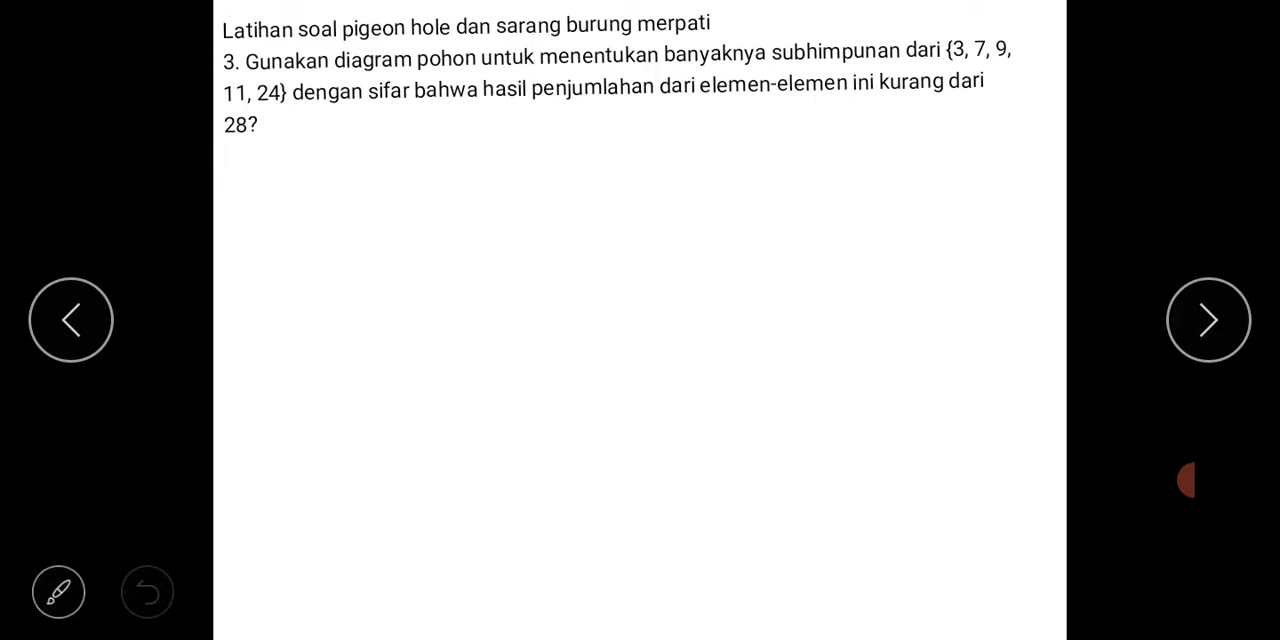 Latihan soal pigeon hole dan sarang burung merpati
3. Gunakan diagram pohon untuk menentukan banyaknya subhimpunan dari {3, 7, 9,
11, 24} dengan sifar bahwa hasil penjumlahan dari elemen-elemen ini kurang dari
28?